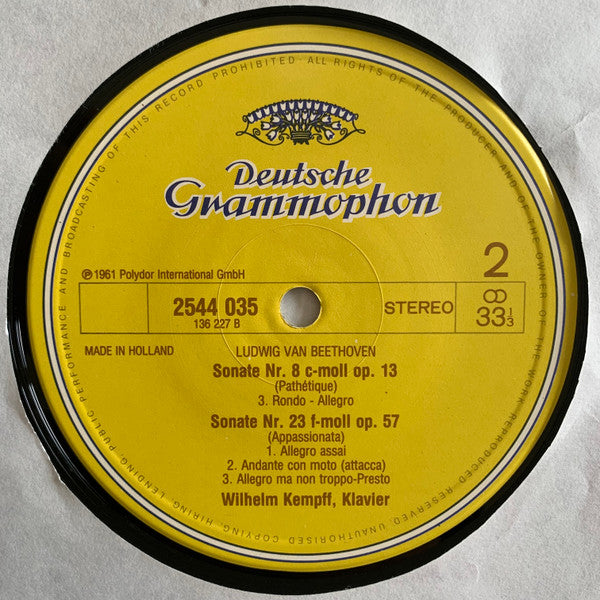 ALL RIGHTS OF THE PRODUCER AND OF THE OWNER OF THE WORK REPRODUCED RESERVED. UNAUTHORISED COPYING, HIRING, LENDING, PUBLIC PERFORMANCE AND BROADCASTING OF THIS RECORD PROHIBITED ·
Deutsche
Grammophon
℗ 1961 Polydor International GmbH
2
2544 035
136 227 B
STEREO
33 1/3
MADE IN HOLLAND
LUDWIG VAN BEETHOVEN
Sonate Nr. 8 c-moll op. 13
(Pathétique)
3. Rondo - Allegro
Sonate Nr. 23 f-moll op. 57
(Appassionata)
1. Allegro assai
2. Andante con moto (attacca)
3. Allegro ma non troppo-Presto
Wilhelm Kempff, Klavier